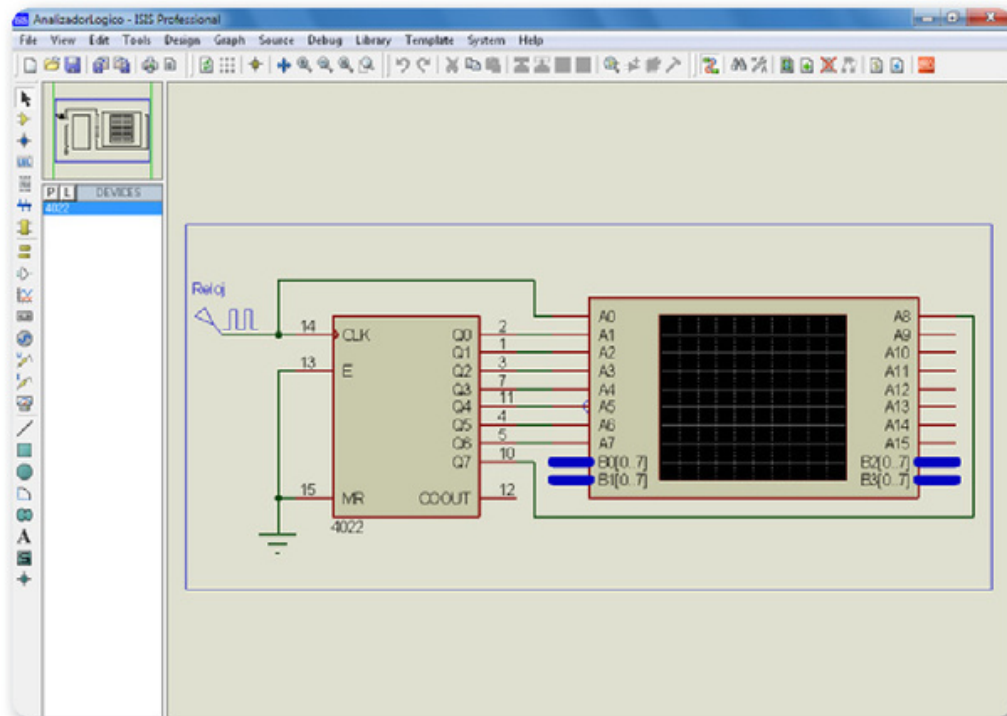 AnalizadorLogico - ISIS Professional
File View Edit Tools Design Graph Source Debug Library Template System Help
P L DEVICES
4022
Reloj
14 CLK
13 E
15 MR
Q0 2
Q1 1
Q2 3
Q3 7
Q4 11
Q5 4
Q6 5
Q7 10
COOUT 12
4022
A0
A1
A2
A3
A4
A5
A6
A7
B0[0..7]
B1[0..7]
A8
A9
A10
A11
A12
A13
A14
A15
B2[0..7]
B3[0..7]
A
S